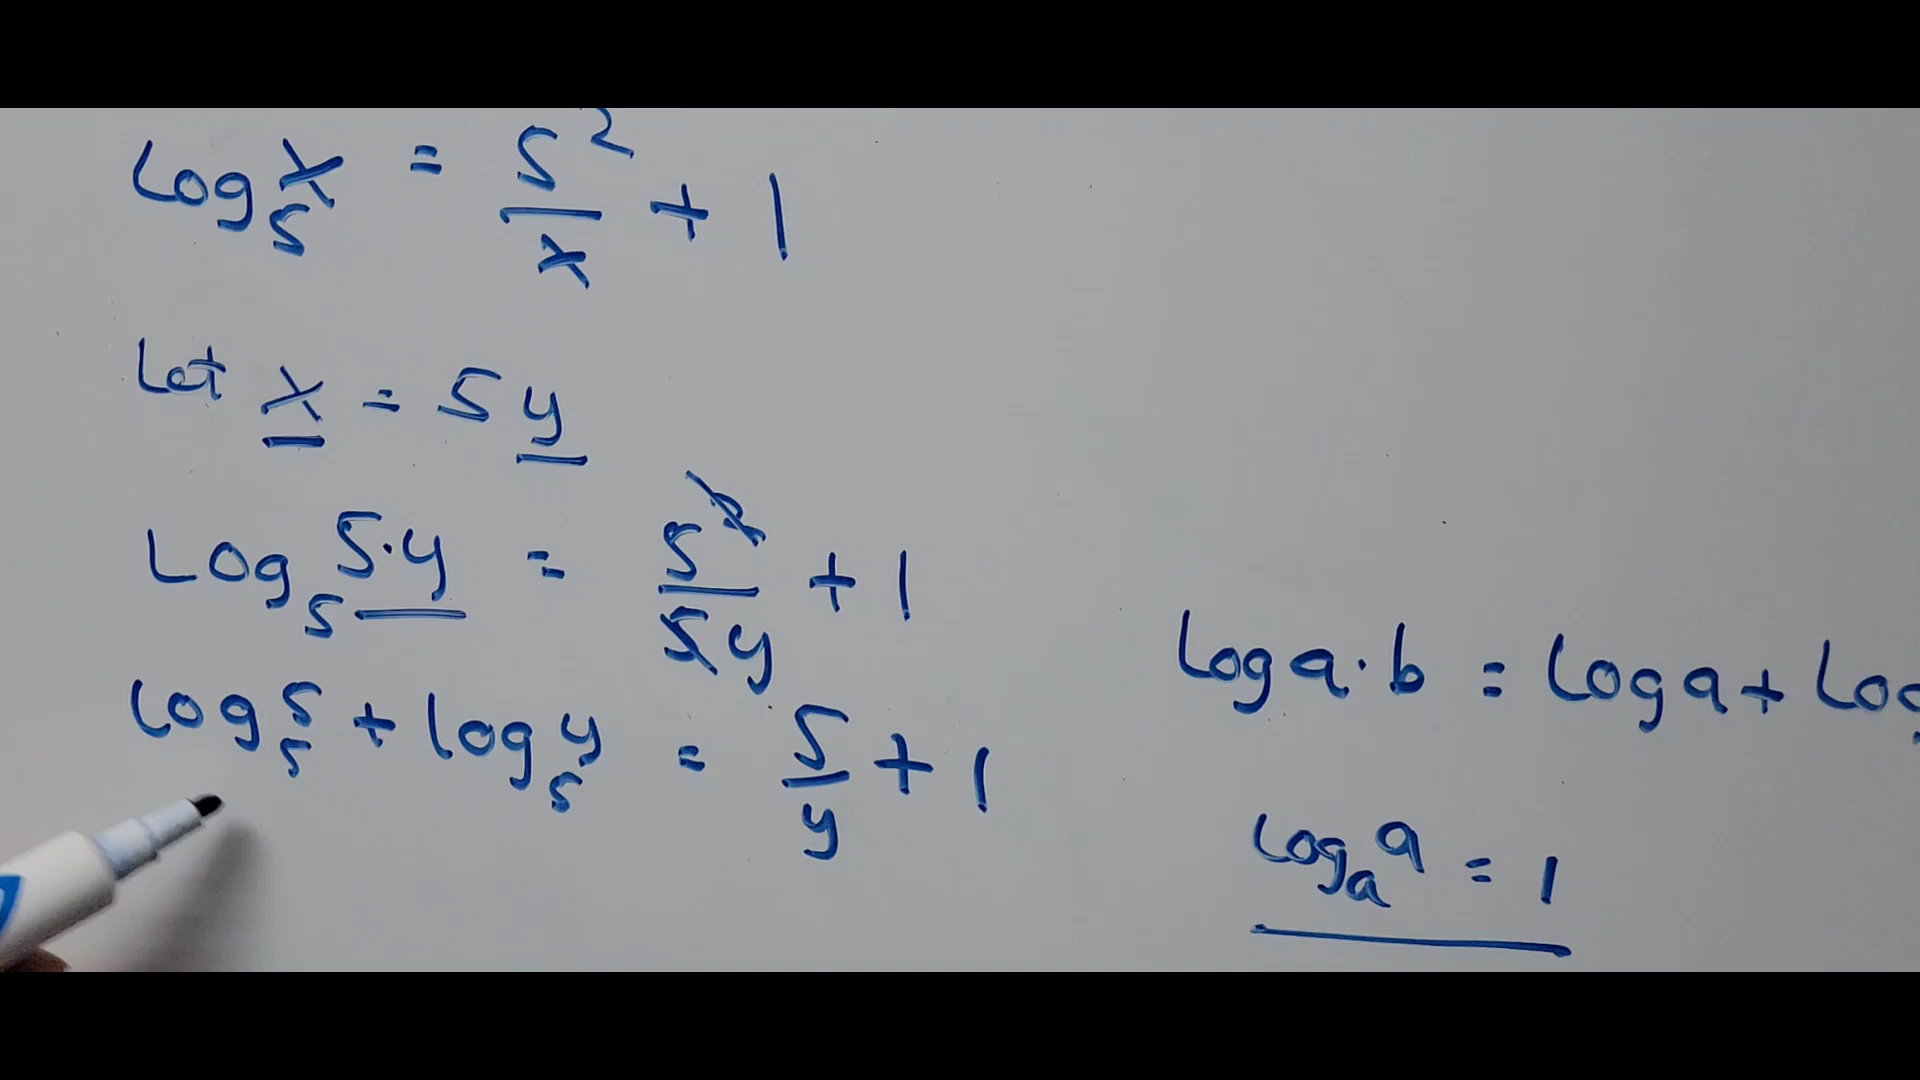 log₅ x = 5²/x + 1
Let x = 5y
Log₅ 5·y = 5²/5y + 1
log₅ 5 + log₅ y = 5/y + 1
log a·b = log a + log
logₐ a = 1